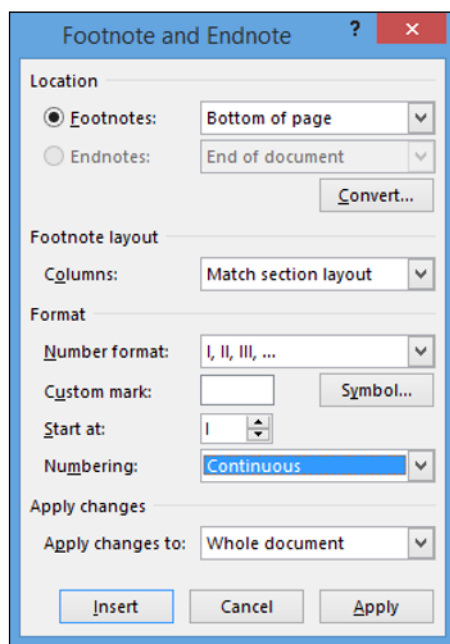 Footnote and Endnote ?
Location
Footnotes: Bottom of page
Endnotes: End of document
Convert...
Footnote layout
Columns: Match section layout
Format
Number format: I, II, III, ...
Custom mark: Symbol...
Start at: I
Numbering: Continuous
Apply changes
Apply changes to: Whole document
Insert Cancel Apply